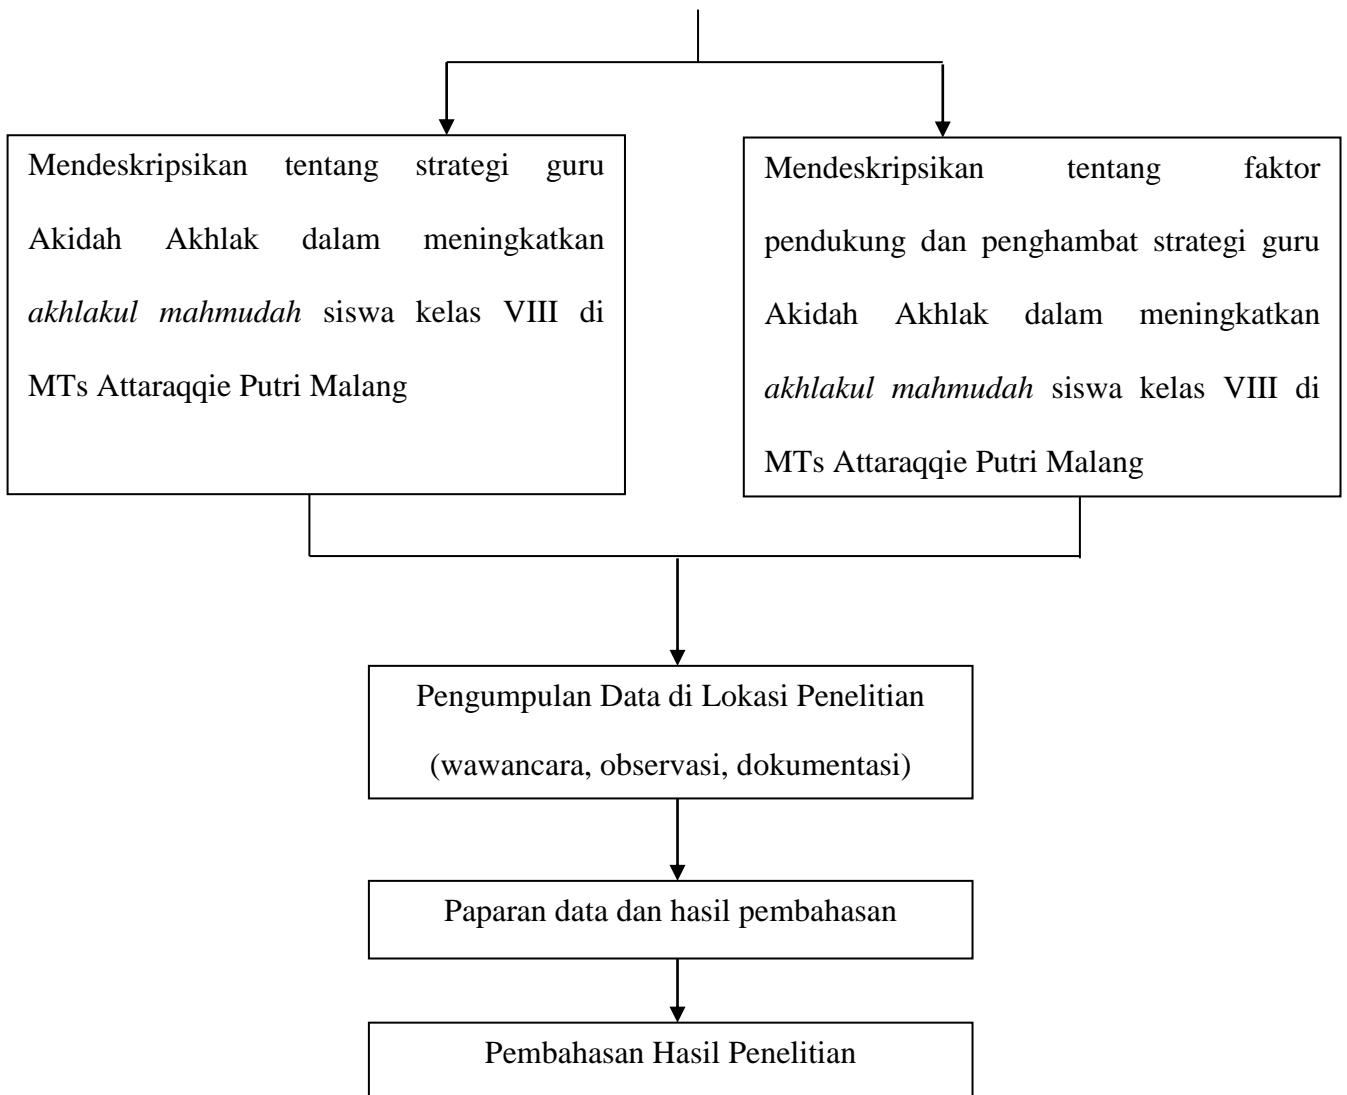 Mendeskripsikan tentang strategi guru
Akidah Akhlak dalam meningkatkan
akhlakul mahmudah siswa kelas VIII di
MTs Attaraqqie Putri Malang
Mendeskripsikan tentang faktor
pendukung dan penghambat strategi guru
Akidah Akhlak dalam meningkatkan
akhlakul mahmudah siswa kelas VIII di
MTs Attaraqqie Putri Malang
Pengumpulan Data di Lokasi Penelitian
(wawancara, observasi, dokumentasi)
Paparan data dan hasil pembahasan
Pembahasan Hasil Penelitian